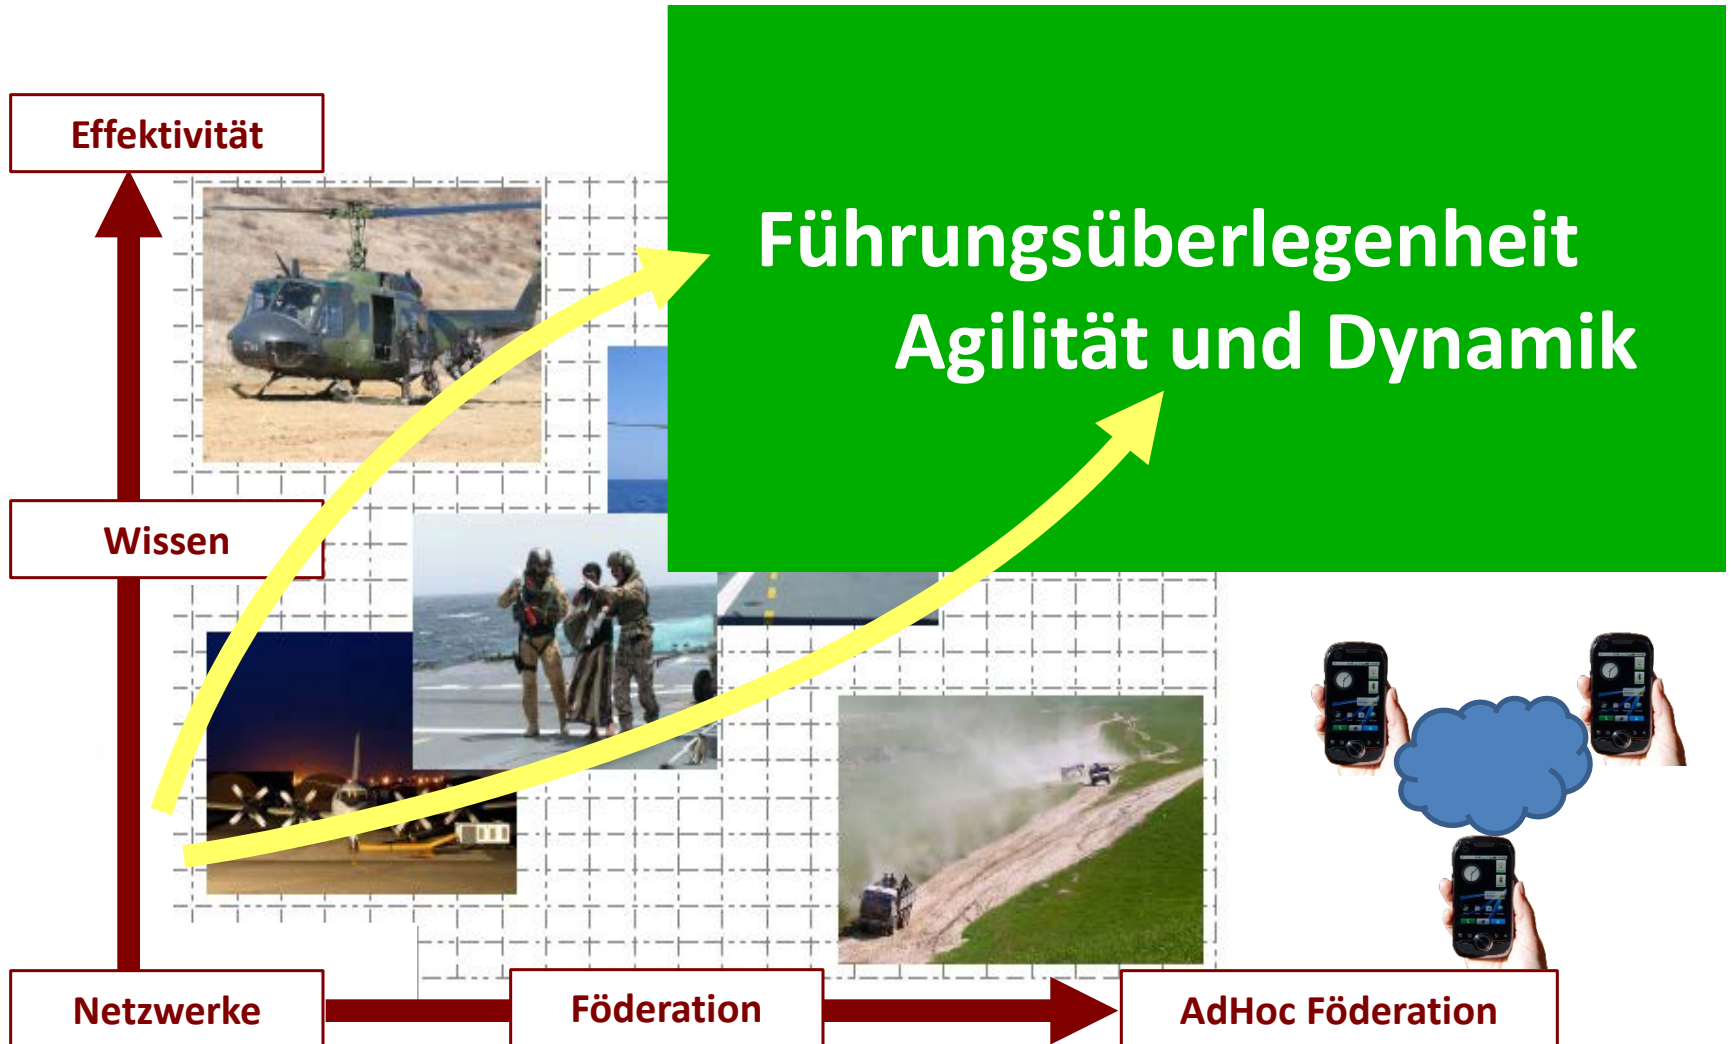 Effektivität
Führungsüberlegenheit
Agilität und Dynamik
Wissen
Netzwerke
Föderation
AdHoc Föderation